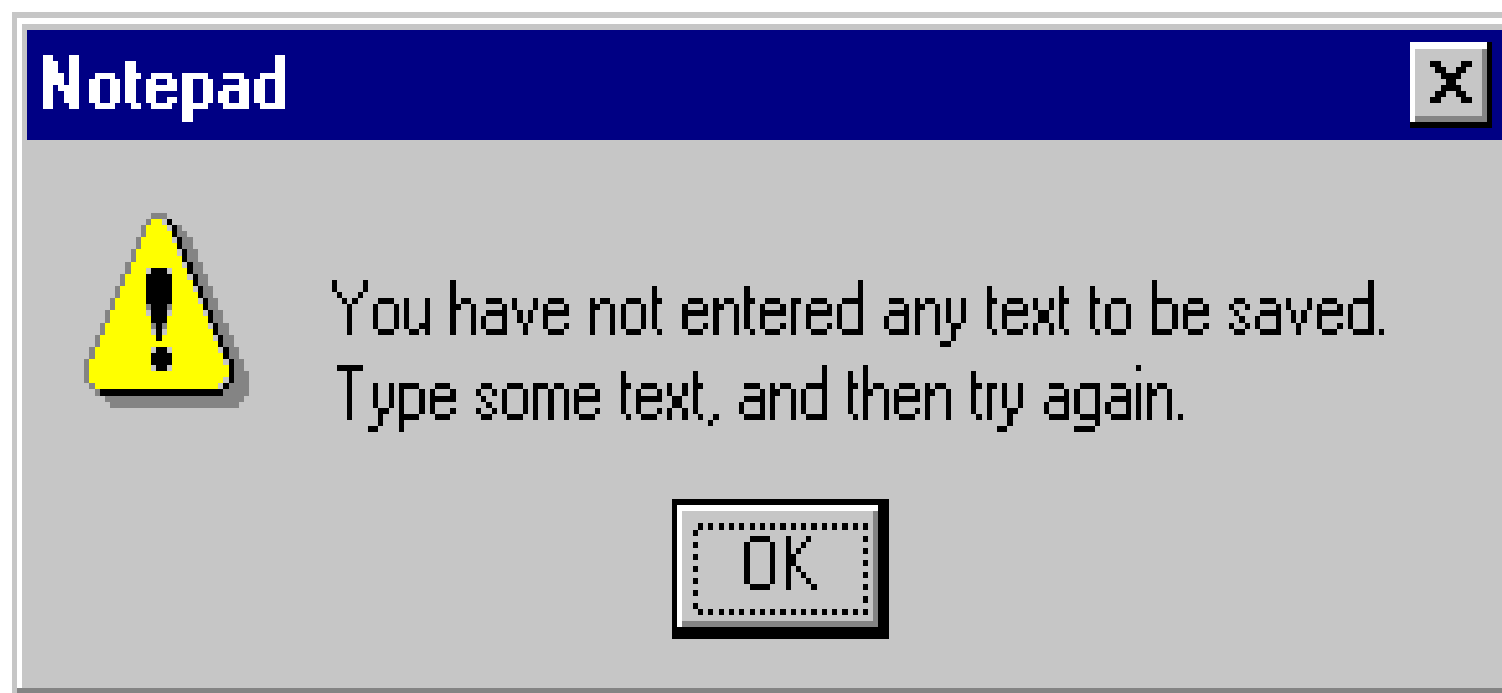 Notepad
You have not entered any text to be saved.
Type some text, and then try again.
OK